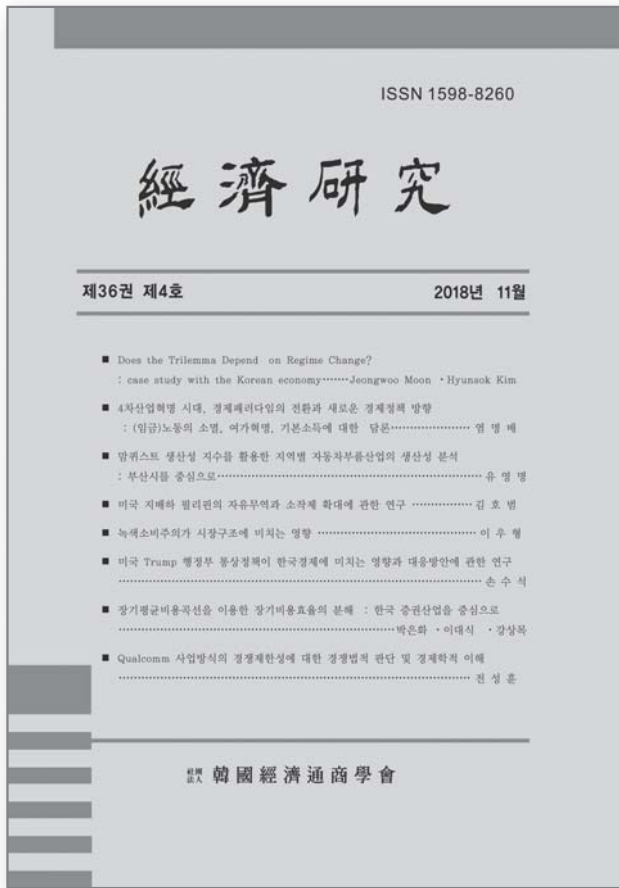 ISSN 1598-8260
經濟研究
제36권 제4호 2018년 11월
■ Does the Trilemma Depend on Regime Change?
: case study with the Korean economy·······Jeongwoo Moon ・Hyunsok Kim
■ 4차산업혁명 시대, 경제패러다임의 전환과 새로운 경제정책 방향
: (임금)노동의 소멸, 여가혁명, 기본소득에 대한 담론···················· 염 명 배
■ 맘퀴스트 생산성 지수를 활용한 지역별 자동차부품산업의 생산성 분석
: 부산시를 중심으로······························································· 유 영 명
■ 미국 지배하 필리핀의 자유무역과 소작제 확대에 관한 연구 ··············· 김 호 범
■ 녹색소비주의가 시장구조에 미치는 영향 ······································· 이 우 형
■ 미국 Trump 행정부 통상정책이 한국경제에 미치는 영향과 대응방안에 관한 연구
·························································································· 손 수 석
■ 장기평균비용곡선을 이용한 장기비용효율의 분해 : 한국 증권산업을 중심으로
····································································박은화 ・이대식 ・강상목
■ Qualcomm 사업방식의 경쟁제한성에 대한 경쟁법적 판단 및 경제학적 이해
······················································································ 전 성 훈
社團法人 韓國經濟通商學會